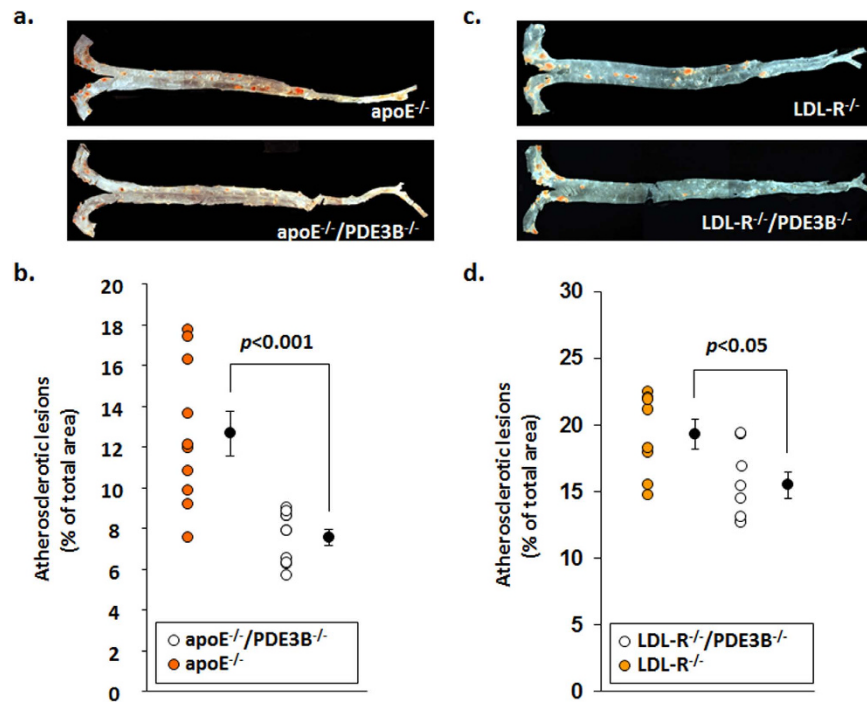 a.
apoE-/-
apoE-/-/PDE3B-/-
b.
Atherosclerotic lesions
(% of total area)
20
18
16
14
12
10
8
6
4
2
0
p<0.001
apoE-/-/PDE3B-/-
apoE-/-
c.
LDL-R-/-
LDL-R-/-/PDE3B-/-
d.
Atherosclerotic lesions
(% of total area)
30
25
20
15
10
5
0
p<0.05
LDL-R-/-/PDE3B-/-
LDL-R-/-